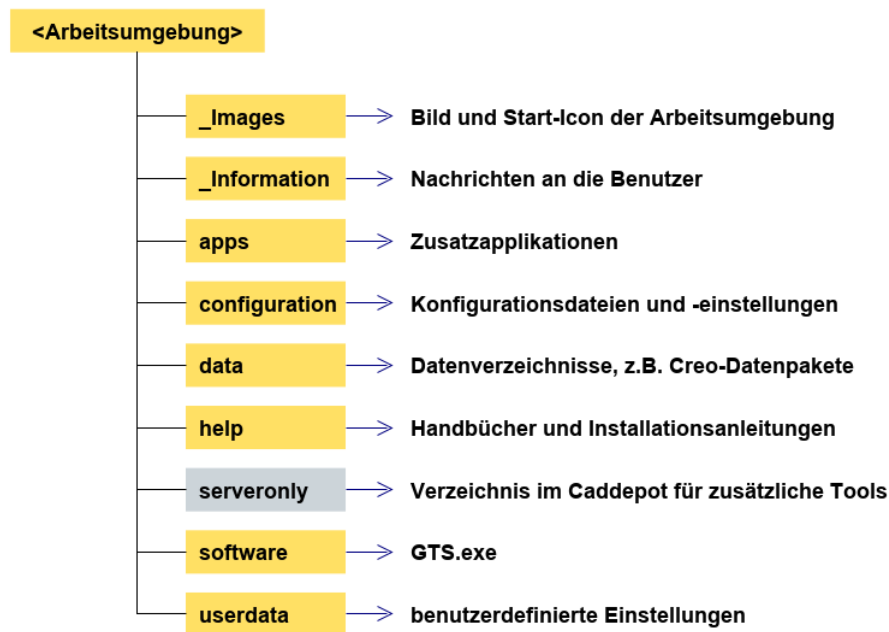 <Arbeitsumgebung>
_Images Bild und Start-Icon der Arbeitsumgebung
_Information Nachrichten an die Benutzer
apps Zusatzapplikationen
configuration Konfigurationsdateien und -einstellungen
data Datenverzeichnisse, z.B. Creo-Datenpakete
help Handbücher und Installationsanleitungen
serveronly Verzeichnis im Caddepot für zusätzliche Tools
software GTS.exe
userdata benutzerdefinierte Einstellungen